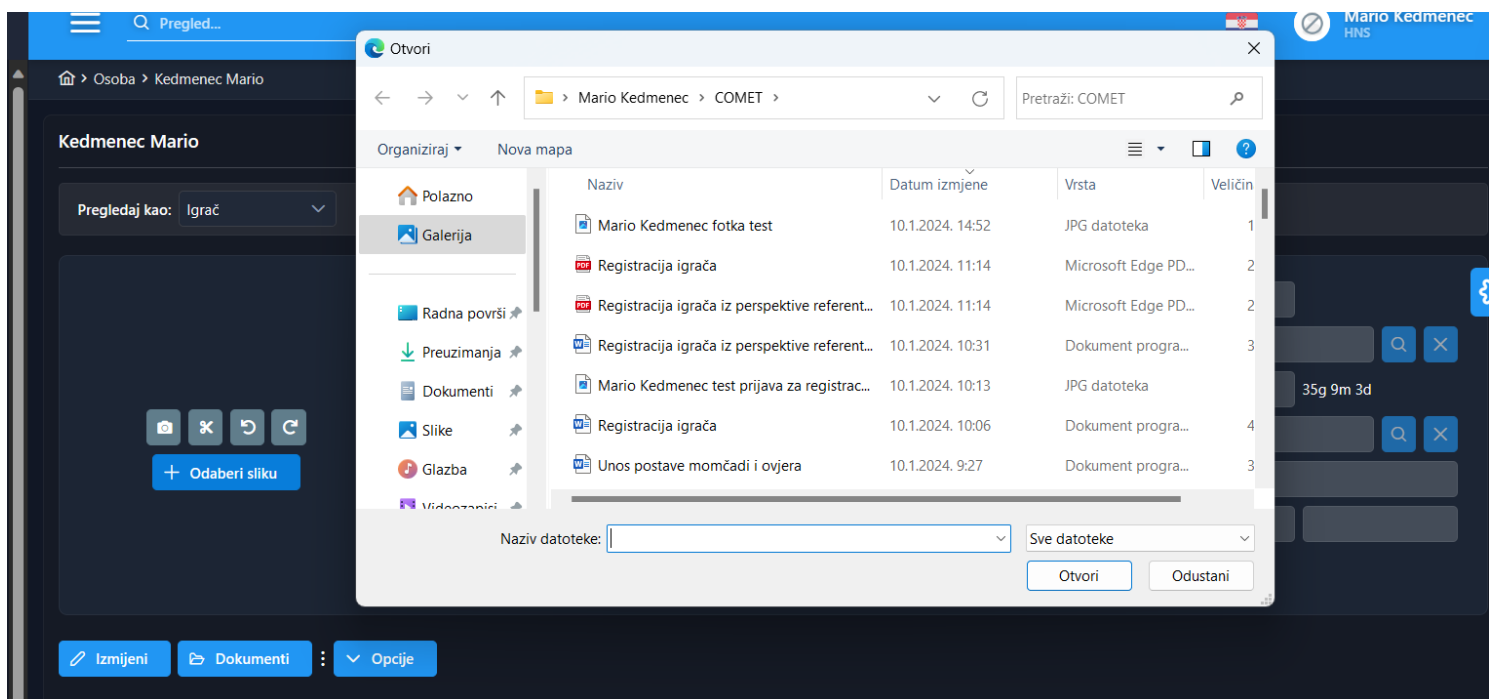 Pregled...
Mario Kedmenec
HNS
Osoba > Kedmenec Mario
Kedmenec Mario
Pregledaj kao: Igrač
Odaberi sliku
35g 9m 3d
Izmijeni
Dokumenti
Opcije
Otvori
Mario Kedmenec > COMET >
Pretraži: COMET
Organiziraj
Nova mapa
Polazno
Galerija
Radna površi
Preuzimanja
Dokumenti
Slike
Glazba
Videozapisi
Naziv Datum izmjene Vrsta Veličin
Mario Kedmenec fotka test 10.1.2024. 14:52 JPG datoteka 1
Registracija igrača 10.1.2024. 11:14 Microsoft Edge PD... 2
Registracija igrača iz perspektive referent... 10.1.2024. 11:14 Microsoft Edge PD... 2
Registracija igrača iz perspektive referent... 10.1.2024. 10:31 Dokument progra... 3
Mario Kedmenec test prijava za registrac... 10.1.2024. 10:13 JPG datoteka
Registracija igrača 10.1.2024. 10:06 Dokument progra... 4
Unos postave momčadi i ovjera 10.1.2024. 9:27 Dokument progra... 3
Naziv datoteke:
Sve datoteke
Otvori
Odustani